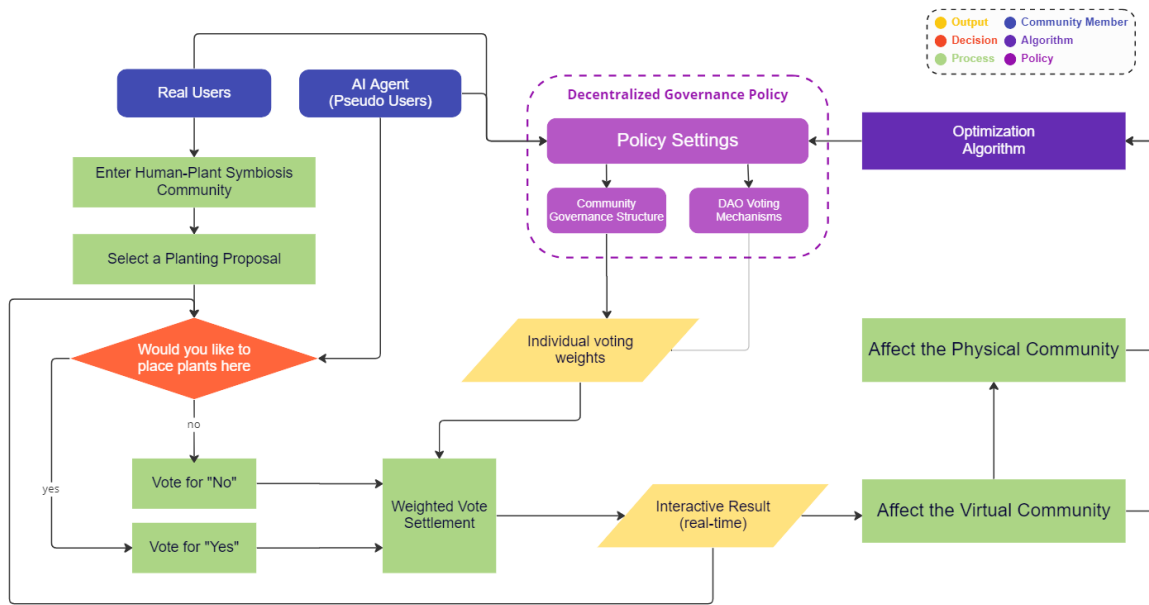 Output
Community Member
Decision
Algorithm
Process
Policy
Real Users
AI Agent
(Pseudo Users)
Decentralized Governance Policy
Policy Settings
Optimization
Algorithm
Enter Human-Plant Symbiosis
Community
Community
Governance Structure
DAO Voting
Mechanisms
Select a Planting Proposal
Would you like to
place plants here
Individual voting
weights
Affect the Physical Community
no
yes
Vote for "No"
Weighted Vote
Settlement
Interactive Result
(real-time)
Affect the Virtual Community
Vote for "Yes"